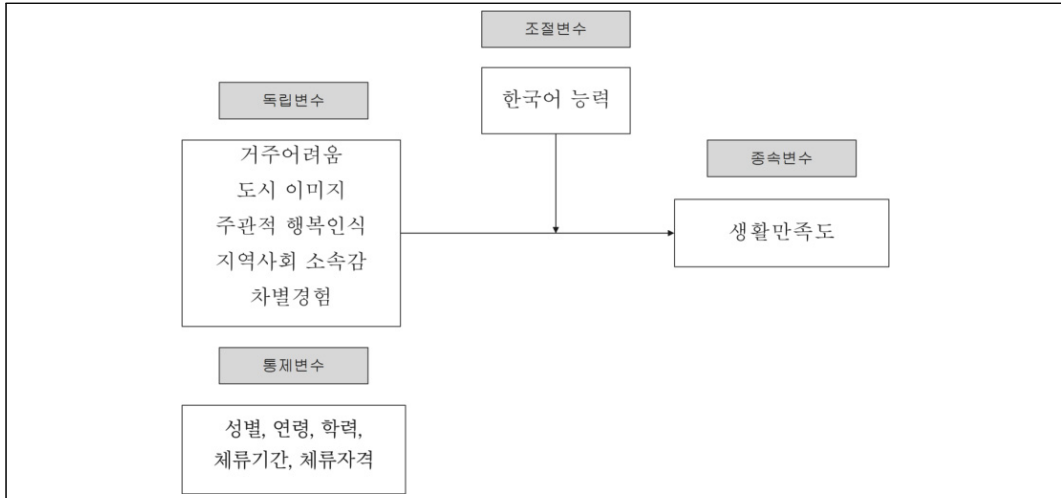 조절변수
한국어 능력
독립변수
거주어려움
도시 이미지
주관적 행복인식
지역사회 소속감
차별경험
종속변수
생활만족도
통제변수
성별, 연령, 학력,
체류기간, 체류자격